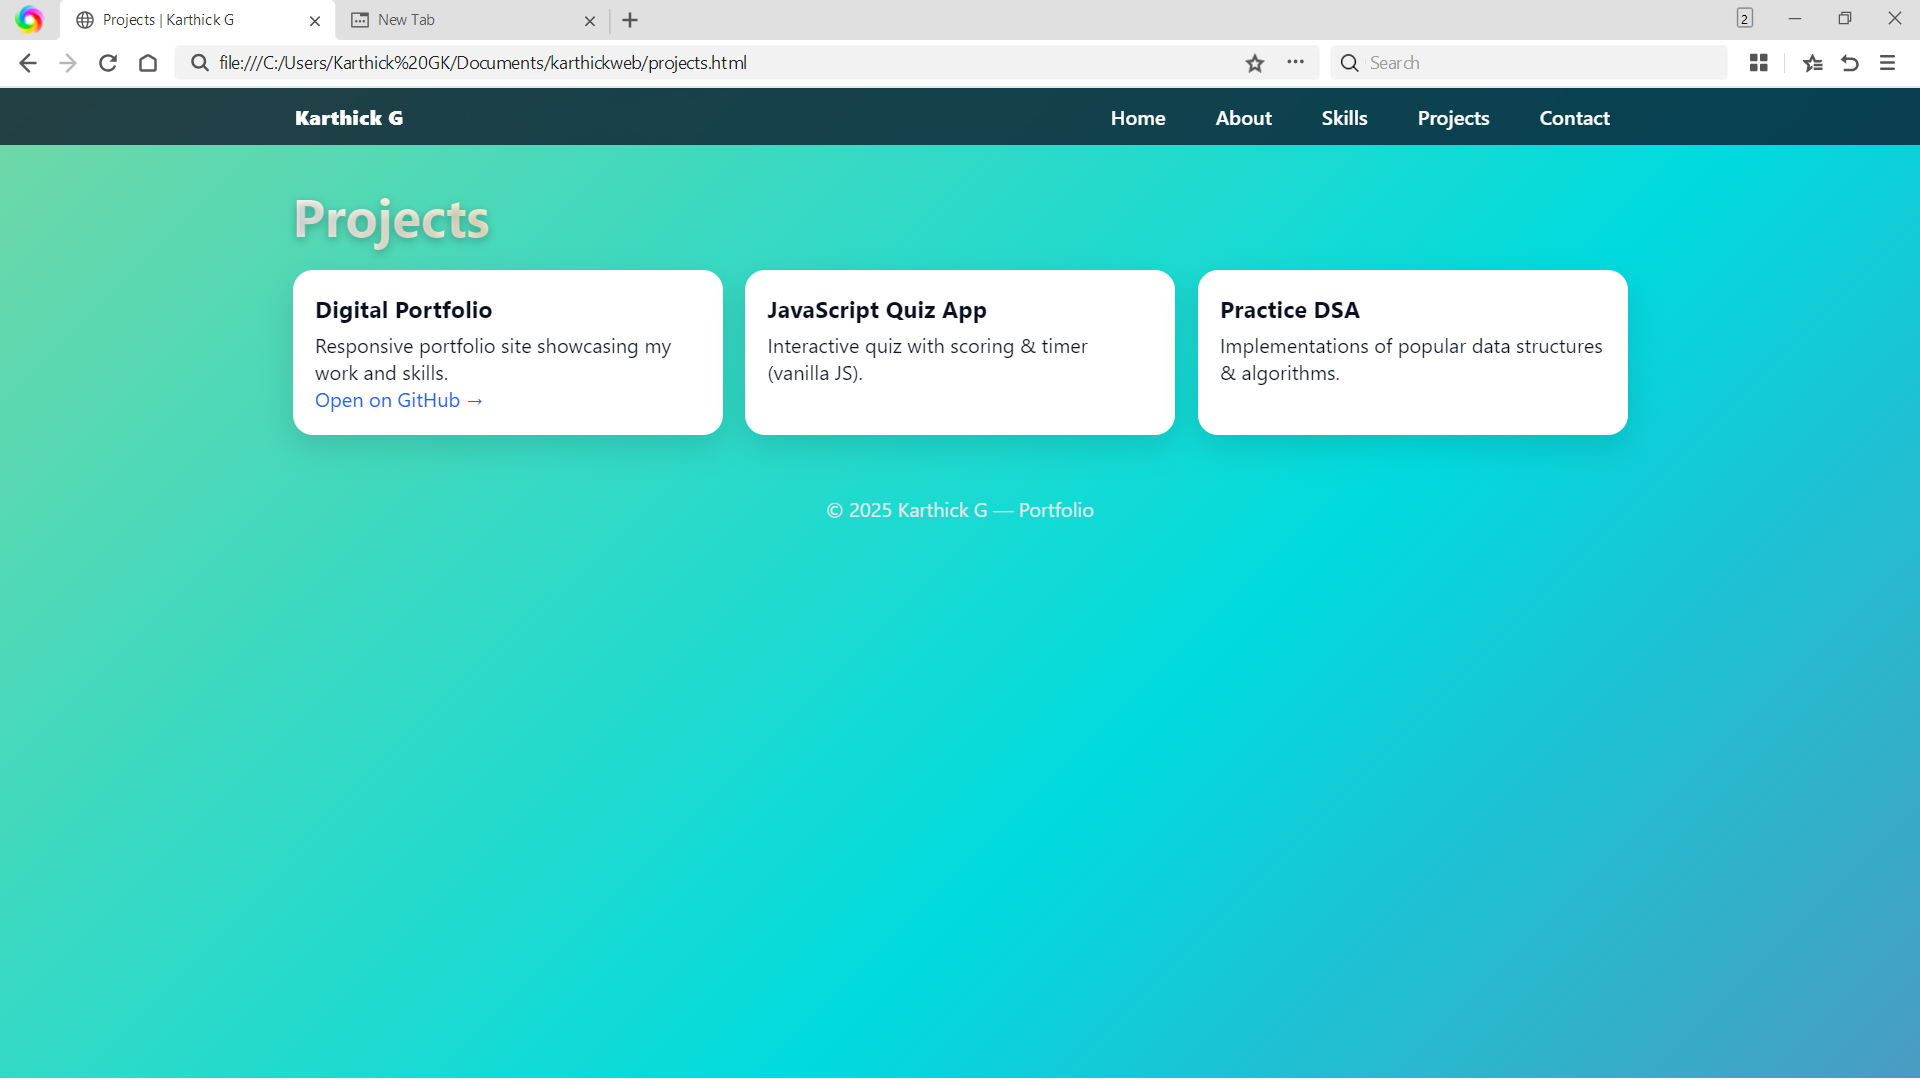 Projects | Karthick G
New Tab
2
file:///C:/Users/Karthick%20GK/Documents/karthickweb/projects.html
Search
Karthick G
Home
About
Skills
Projects
Contact
Projects
Digital Portfolio
Responsive portfolio site showcasing my
work and skills.
Open on GitHub →
JavaScript Quiz App
Interactive quiz with scoring & timer
(vanilla JS).
Practice DSA
Implementations of popular data structures
& algorithms.
© 2025 Karthick G — Portfolio